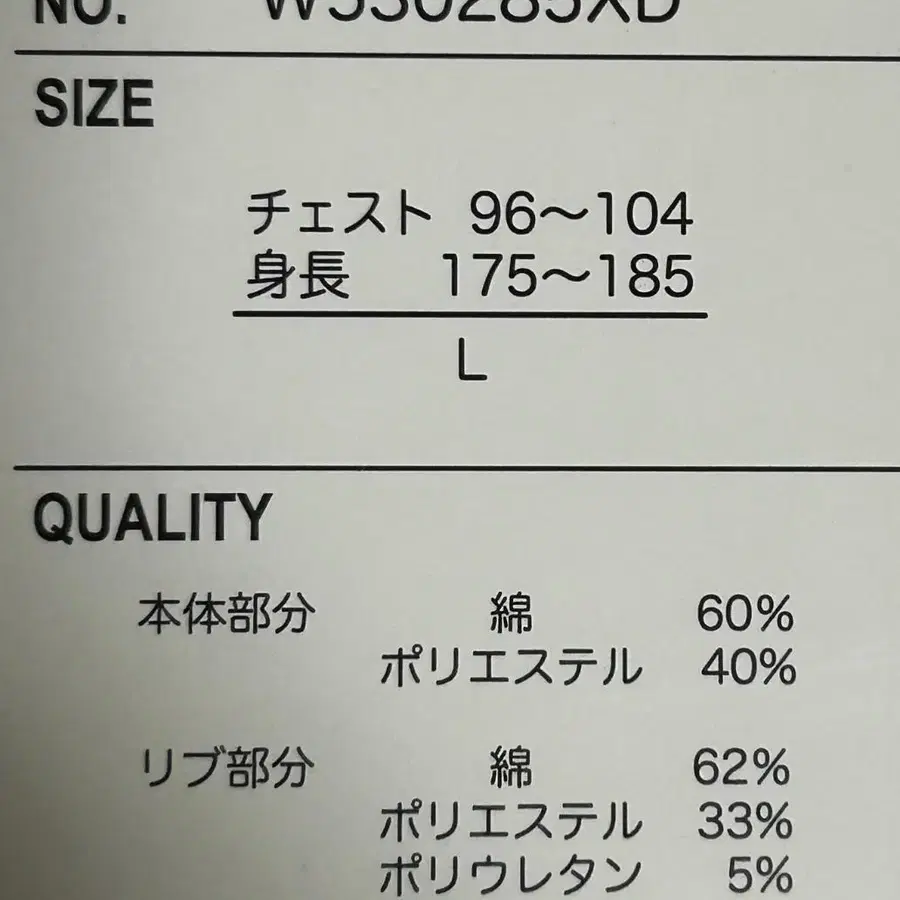 NO.
SIZE
チェスト 96～104
身長 175～185
L
QUALITY
本体部分 綿 60%
ポリエステル 40%
リブ部分 綿 62%
ポリエステル 33%
ポリウレタン 5%